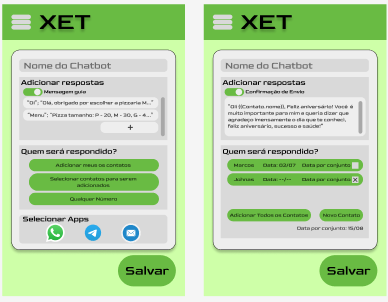 XET
Nome do Chatbot
Adicionar respostas
Mensagem guia
"Oi"; "Olá, obrigado por escolher a pizzaria M..."
"Menu"; "Pizza tamanho: P - 20, M - 30, G - 4..."
+
Quem será respondido?
Adicionar meus os contatos
Selecionar contatos para serem
adicionados
Qualquer Número
Selecionar Apps
Salvar
XET
Nome do Chatbot
Adicionar respostas
Confirmação de Envio
"Oi! {{Contato.nome}}, Feliz aniversário! Você é
muito importante para mim e queria dizer que
agradeço imensamente o dia que te conheci,
feliz aniversário, sucesso e saúde!"
Quem será respondido?
Marcos Data: 02/07 Data por conjunto
Johnas Data: --/-- Data por conjunto
Adicionar Todos os Contatos
Novo Contato
Data por conjunto: 15/08
Salvar